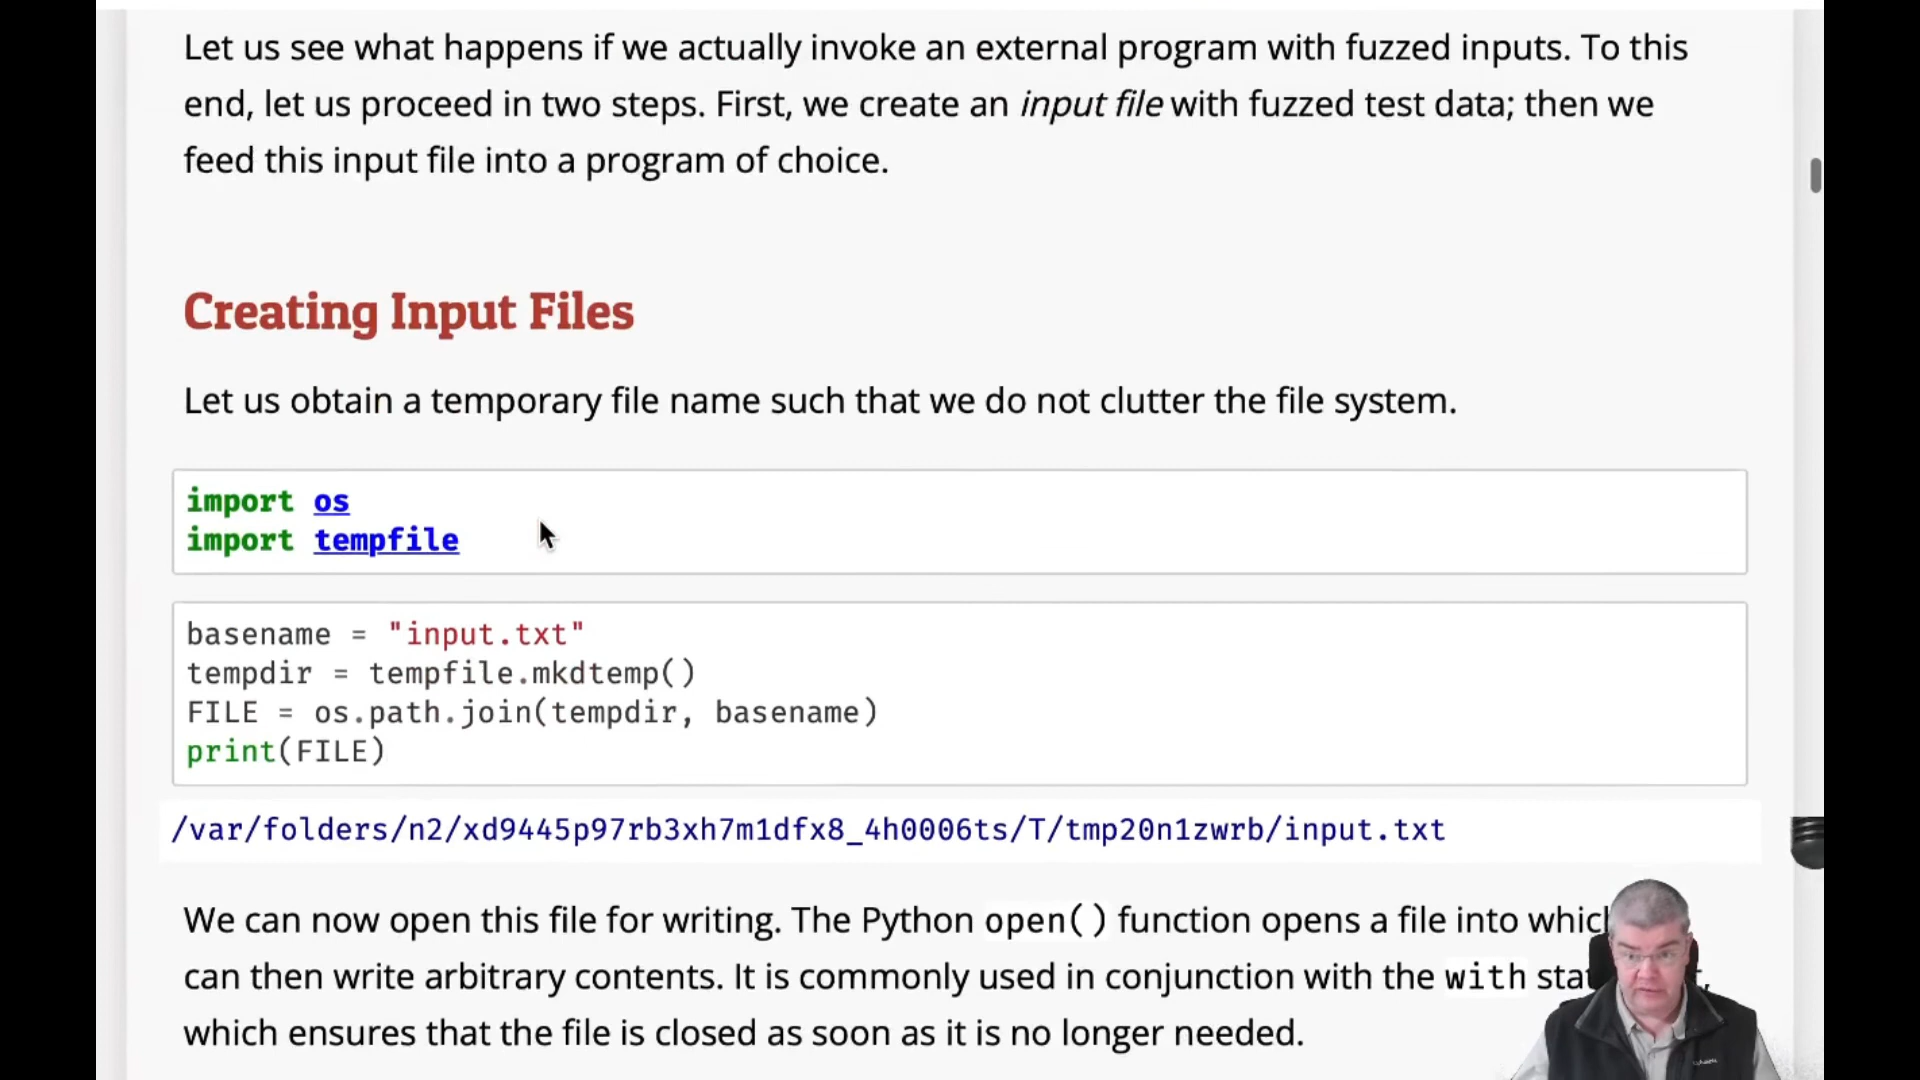 Let us see what happens if we actually invoke an external program with fuzzed inputs. To this
end, let us proceed in two steps. First, we create an input file with fuzzed test data; then we
feed this input file into a program of choice.
Creating Input Files
Let us obtain a temporary file name such that we do not clutter the file system.
import os
import tempfile
basename = "input.txt"
tempdir = tempfile.mkdtemp()
FILE = os.path.join(tempdir, basename)
print(FILE)
/var/folders/n2/xd9445p97rb3xh7m1dfx8_4h0006ts/T/tmp20n1zwrb/input.txt
We can now open this file for writing. The Python open() function opens a file into which
can then write arbitrary contents. It is commonly used in conjunction with the with
which ensures that the file is closed as soon as it is no longer needed.